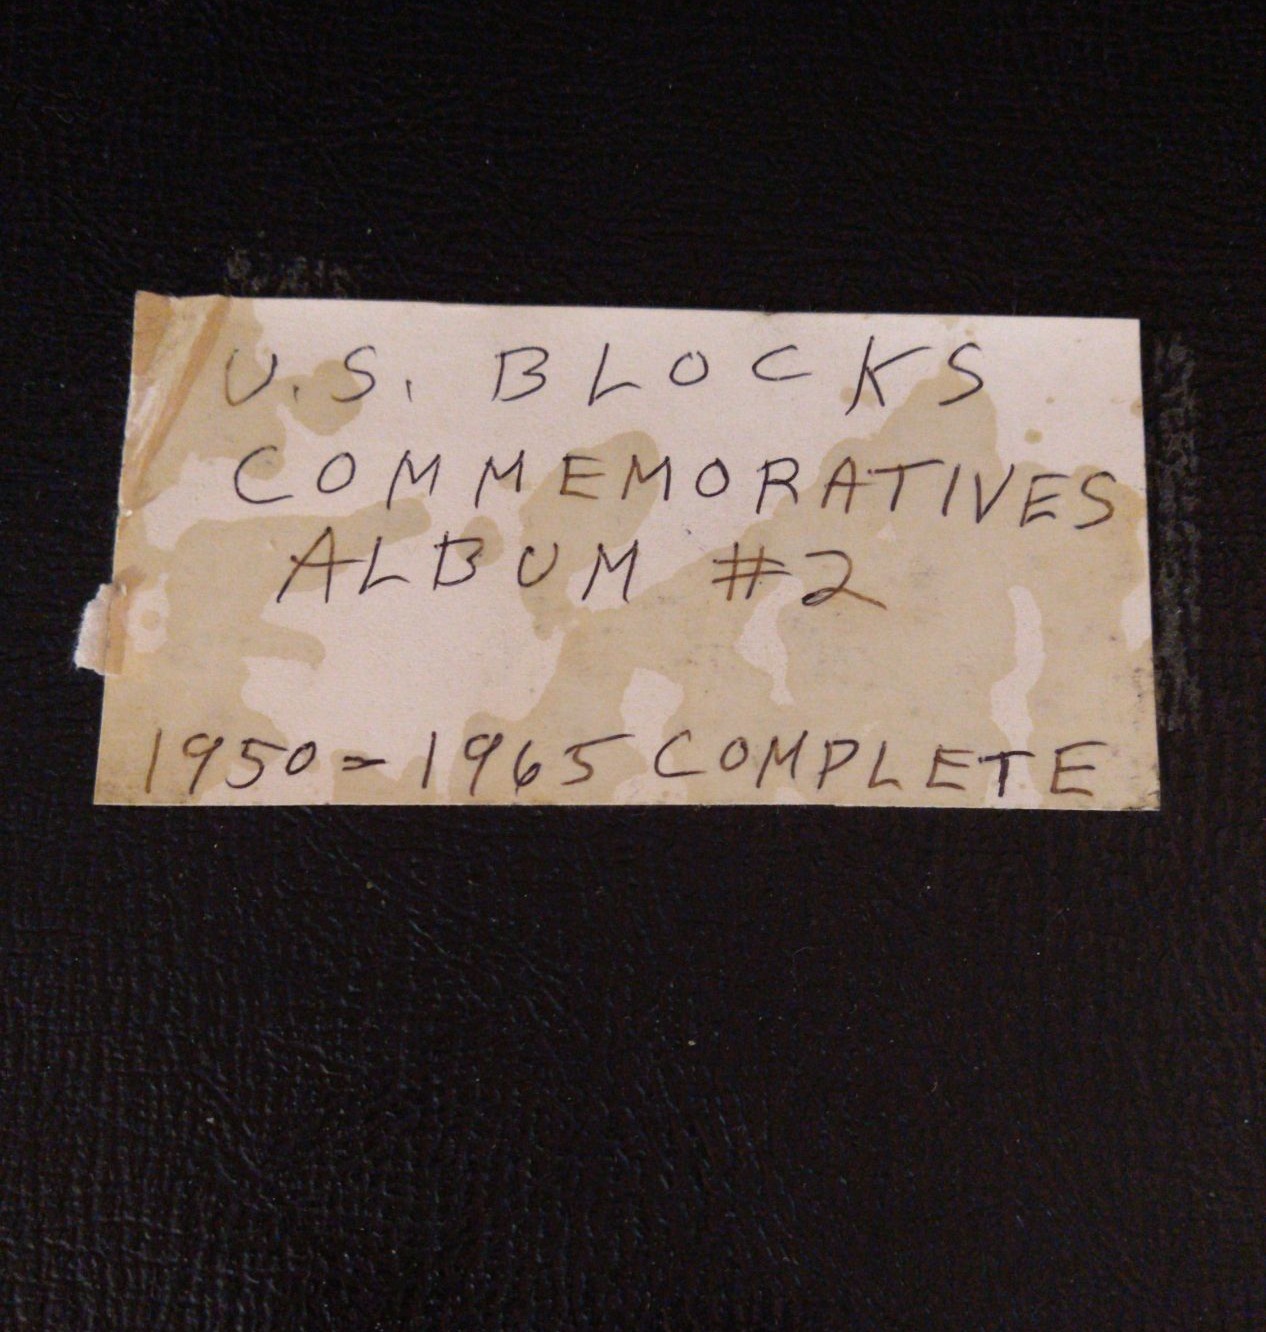 U.S. BLOCKS
COMMEMORATIVES
ALBUM #2
1950-1965 COMPLETE